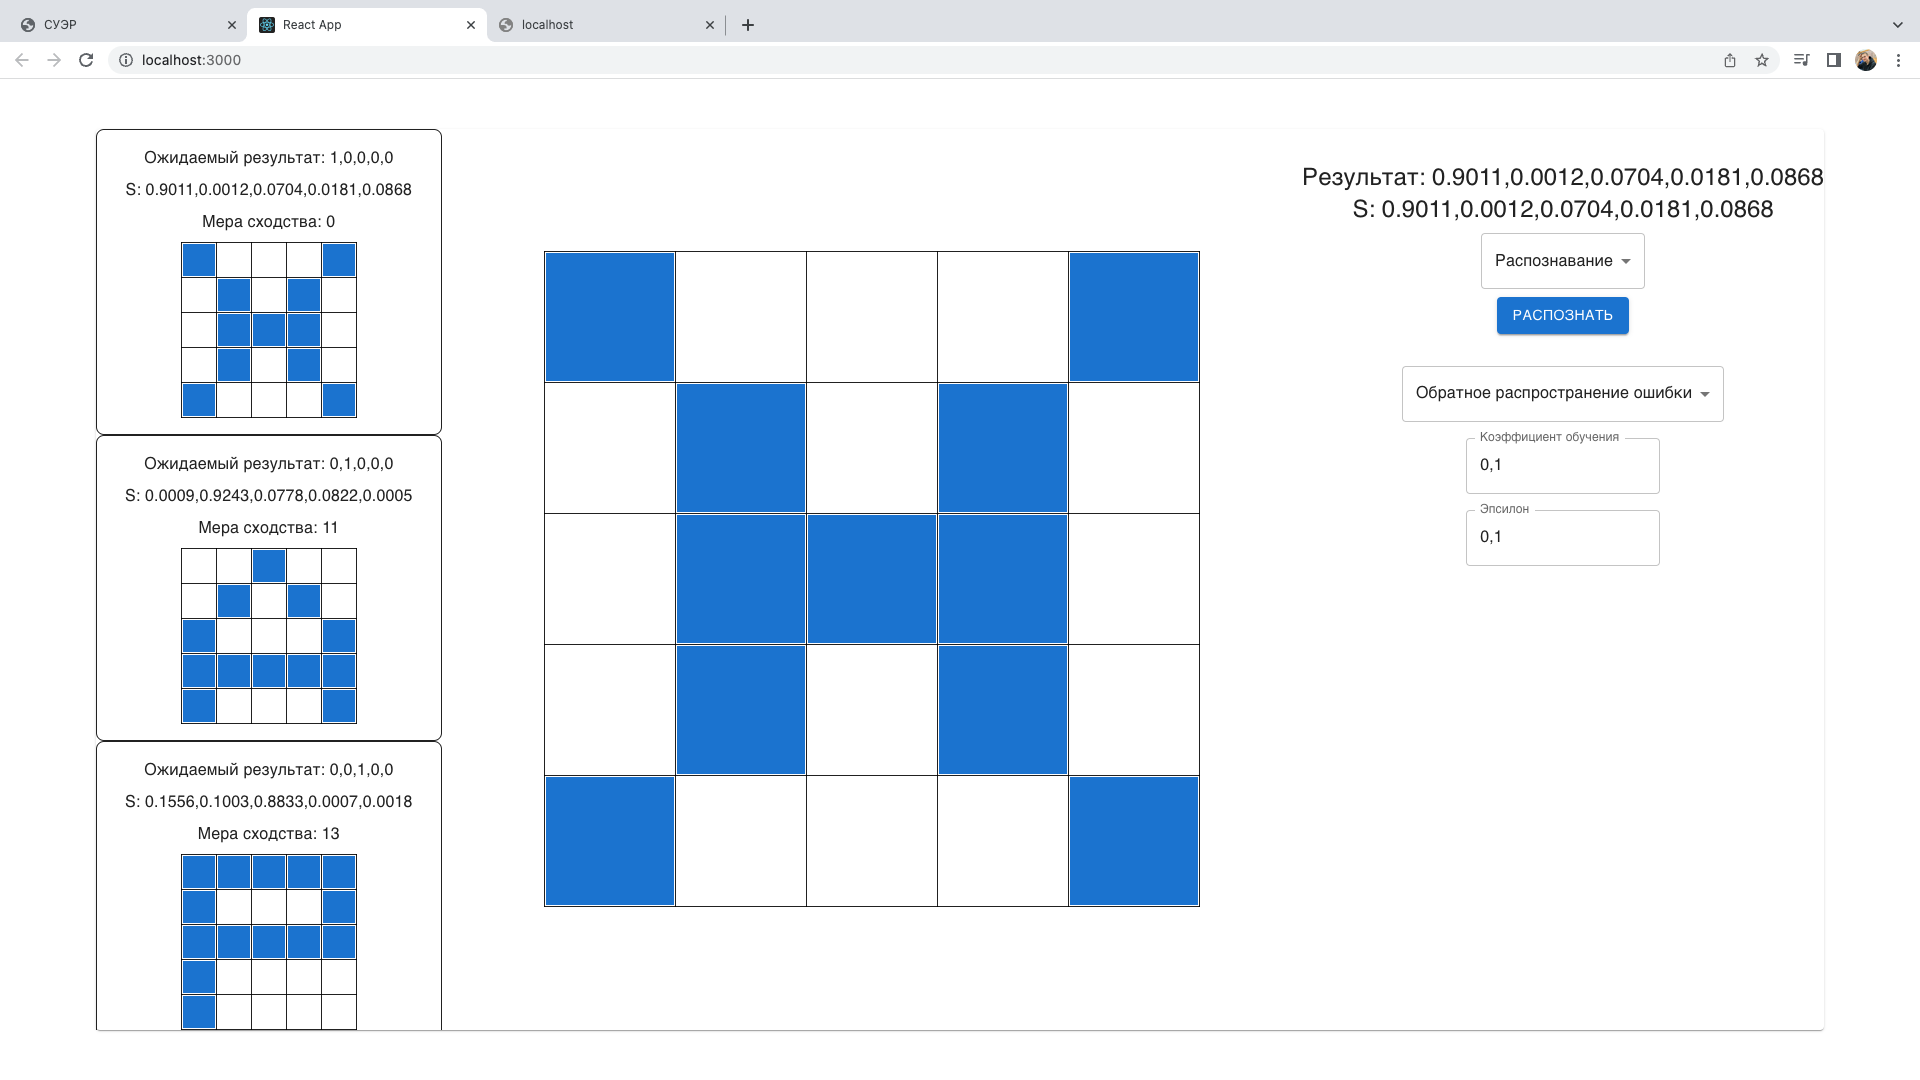 СУЭР
React App
localhost
localhost:3000
Ожидаемый результат: 1,0,0,0,0
S: 0.9011,0.0012,0.0704,0.0181,0.0868
Мера сходства: 0
Ожидаемый результат: 0,1,0,0,0
S: 0.0009,0.9243,0.0778,0.0822,0.0005
Мера сходства: 11
Ожидаемый результат: 0,0,1,0,0
S: 0.1556,0.1003,0.8833,0.0007,0.0018
Мера сходства: 13
Результат: 0.9011,0.0012,0.0704,0.0181,0.0868
S: 0.9011,0.0012,0.0704,0.0181,0.0868
Распознавание
РАСПОЗНАТЬ
Обратное распространение ошибки
Коэффициент обучения
0,1
Эпсилон
0,1